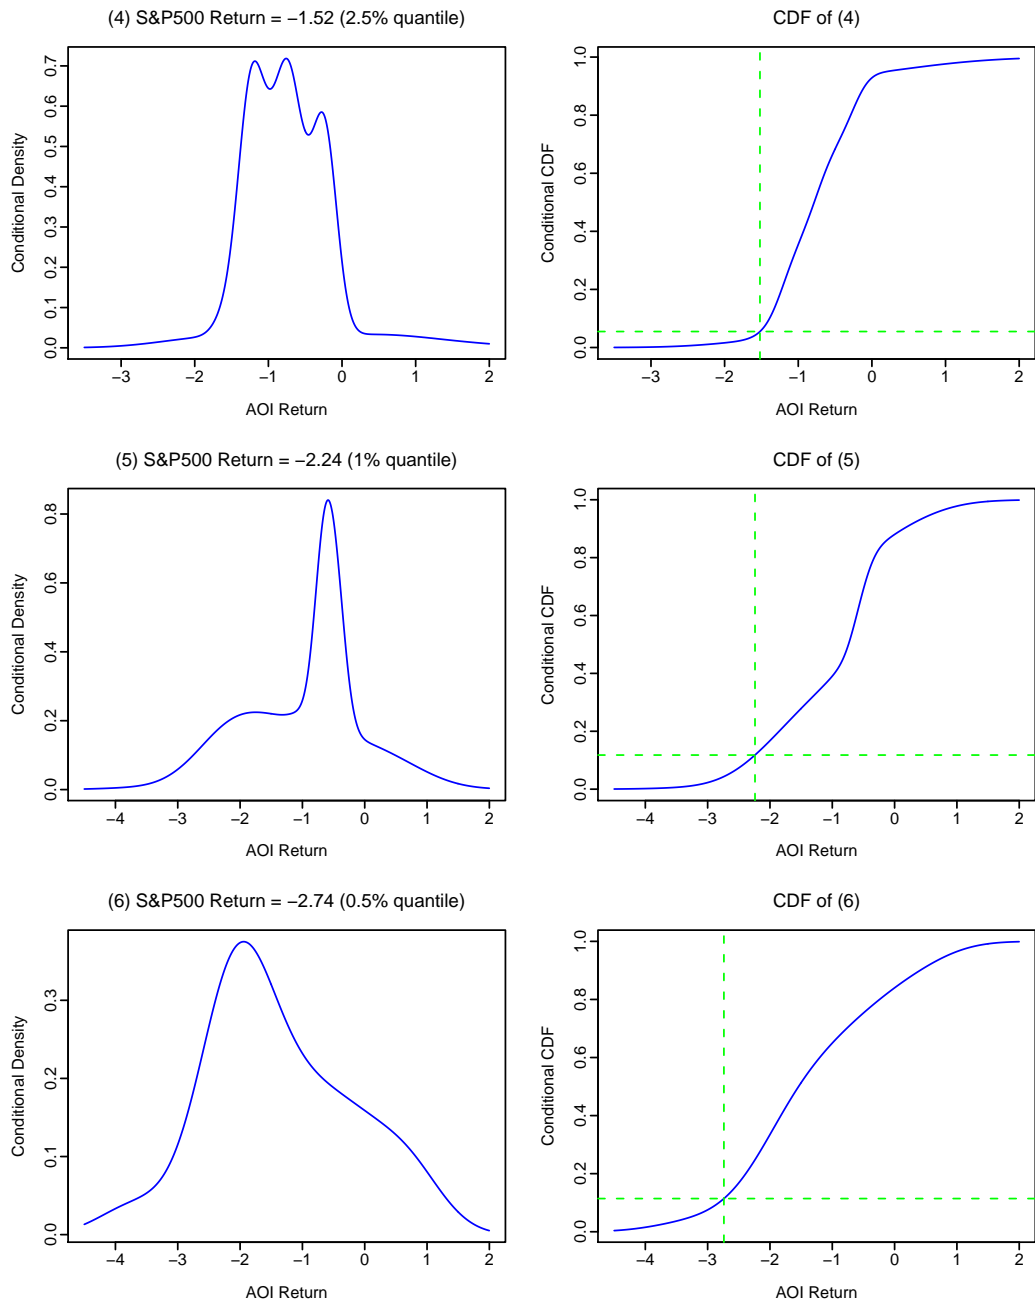 (4) S&P500 Return = −1.52 (2.5% quantile)
CDF of (4)
Conditional Density
0.0 0.1 0.2 0.3 0.4 0.5 0.6 0.7
−3 −2 −1 0 1 2
AOI Return
Conditional CDF
0.0 0.2 0.4 0.6 0.8 1.0
−3 −2 −1 0 1 2
AOI Return
(5) S&P500 Return = −2.24 (1% quantile)
CDF of (5)
Conditional Density
0.0 0.2 0.4 0.6 0.8
−4 −3 −2 −1 0 1 2
AOI Return
Conditional CDF
0.0 0.2 0.4 0.6 0.8 1.0
−4 −3 −2 −1 0 1 2
AOI Return
(6) S&P500 Return = −2.74 (0.5% quantile)
CDF of (6)
Conditional Density
0.0 0.1 0.2 0.3
−4 −3 −2 −1 0 1 2
AOI Return
Conditional CDF
0.0 0.2 0.4 0.6 0.8 1.0
−4 −3 −2 −1 0 1 2
AOI Return